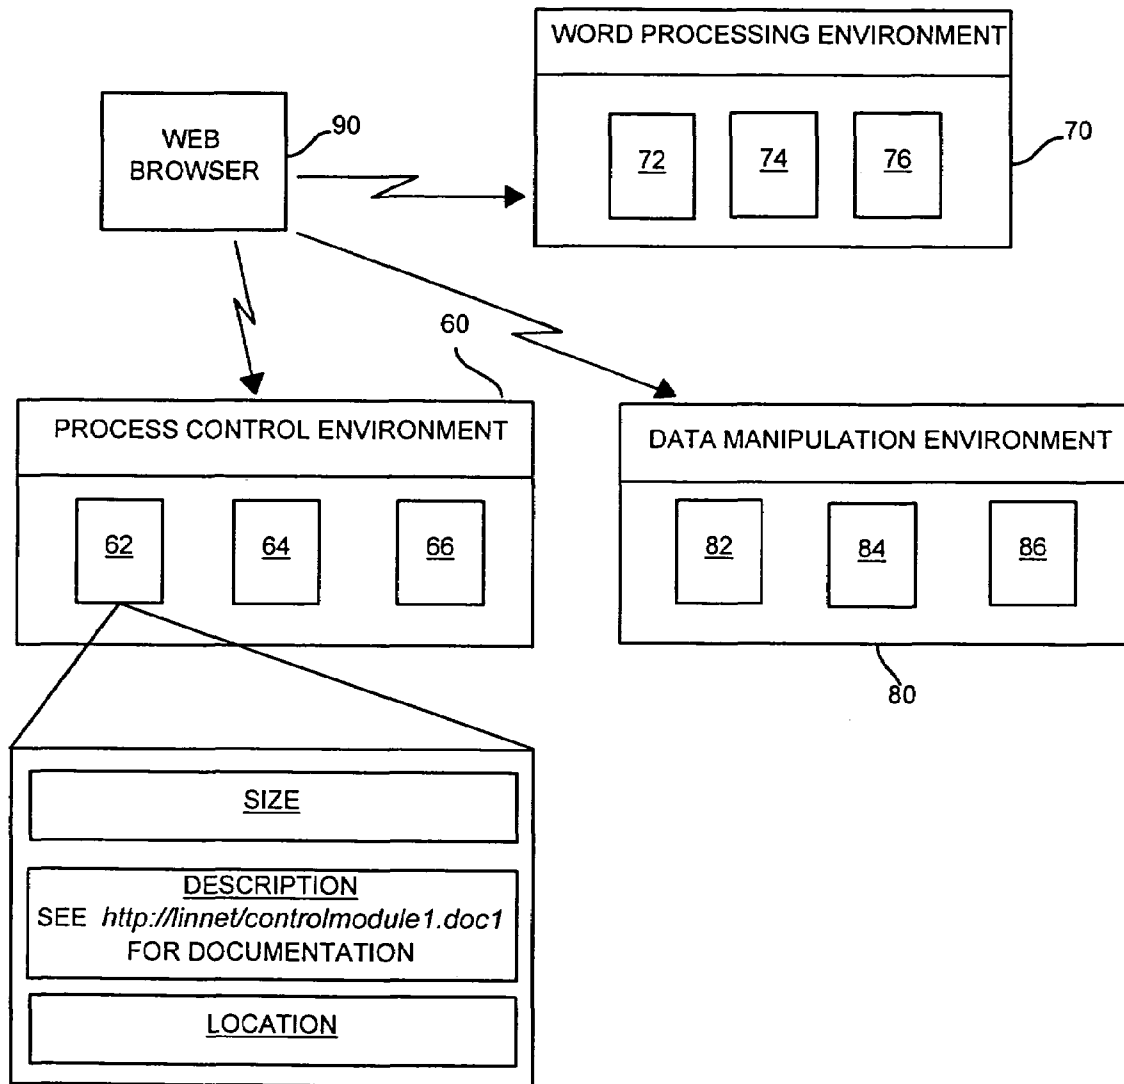 WORD PROCESSING ENVIRONMENT
WEB
BROWSER
90
72
74
76
70
60
PROCESS CONTROL ENVIRONMENT
62
64
66
DATA MANIPULATION ENVIRONMENT
82
84
86
80
SIZE
DESCRIPTION
SEE http://linnet/controlmodule1.doc1
FOR DOCUMENTATION
LOCATION